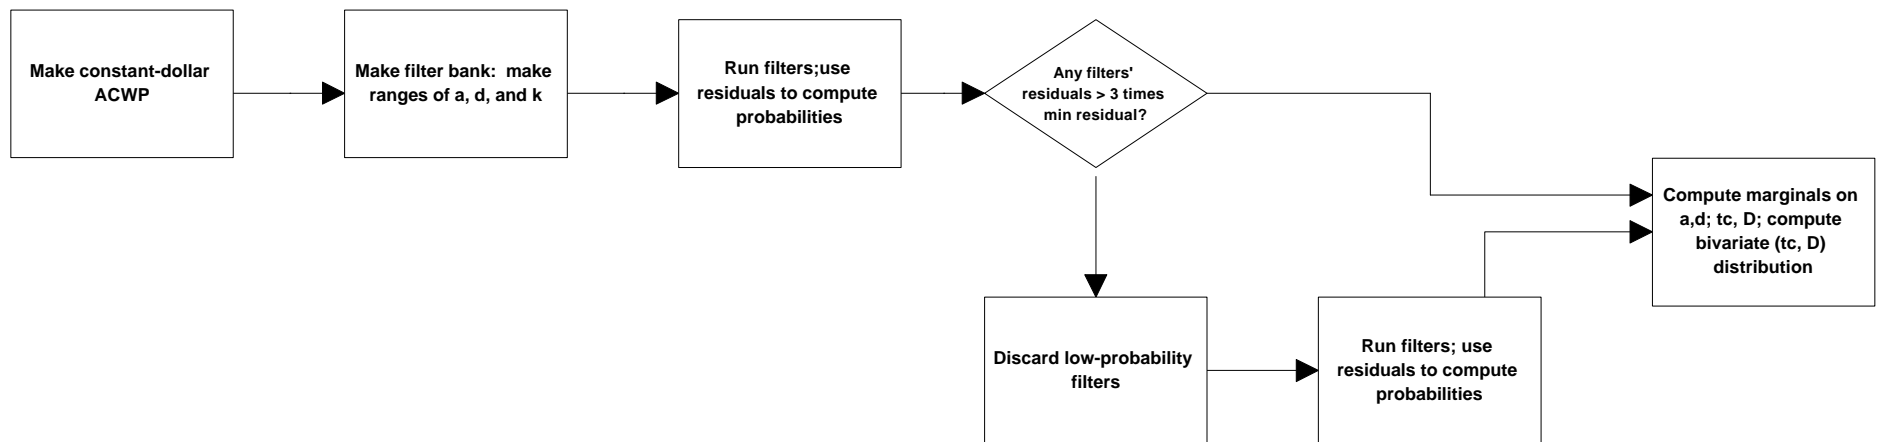 Make constant-dollar
ACWP
Make filter bank:  make
ranges of a, d, and k
Run filters;use
residuals to compute
probabilities
Any filters'
residuals > 3 times
min residual?
Compute marginals on
a,d; tc, D; compute
bivariate (tc, D)
distribution
Discard low-probability
filters
Run filters; use
residuals to compute
probabilities